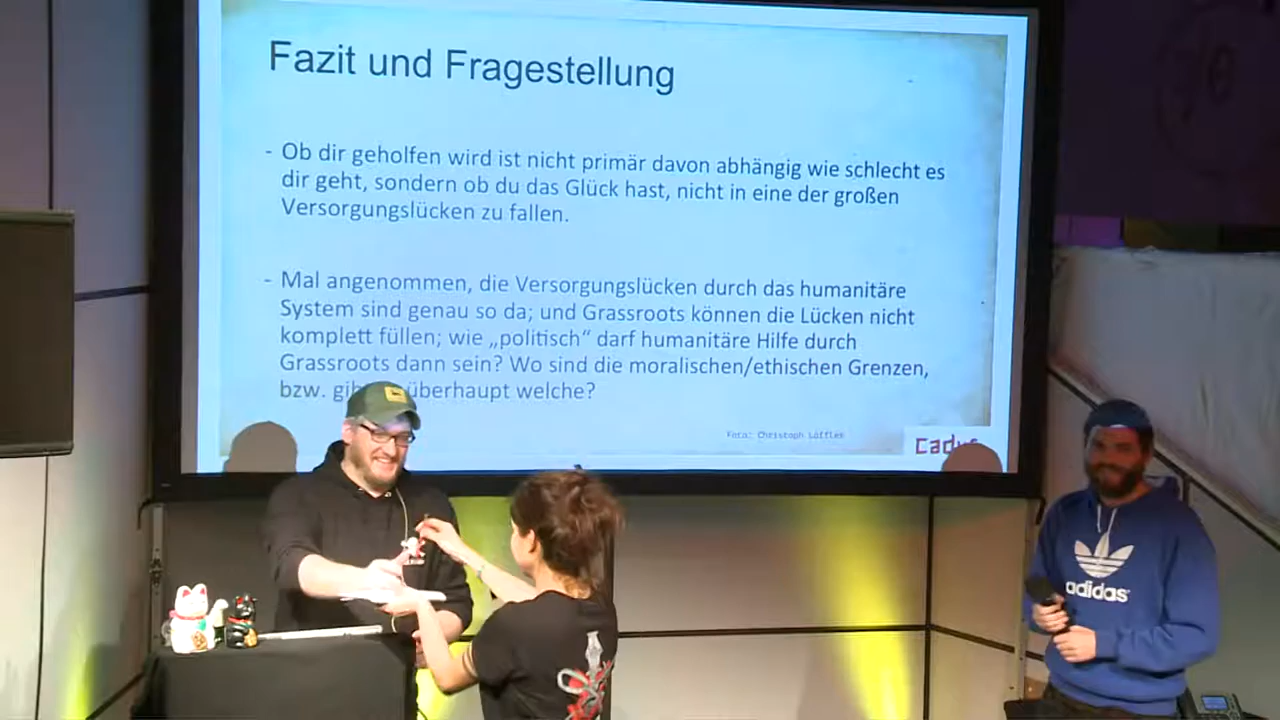 Fazit und Fragestellung
- Ob dir geholfen wird ist nicht primär davon abhängig wie schlecht es
dir geht, sondern ob du das Glück hast, nicht in eine der großen
Versorgungslücken zu fallen.
- Mal angenommen, die Versorgungslücken durch das humanitäre
System sind genau so da; und Grassroots können die Lücken nicht
komplett füllen; wie „politisch“ darf humanitäre Hilfe durch
Grassroots dann sein? Wo sind die moralischen/ethischen Grenzen,
bzw. überhaupt welche?
Foto: Christoph Löffler
adidas